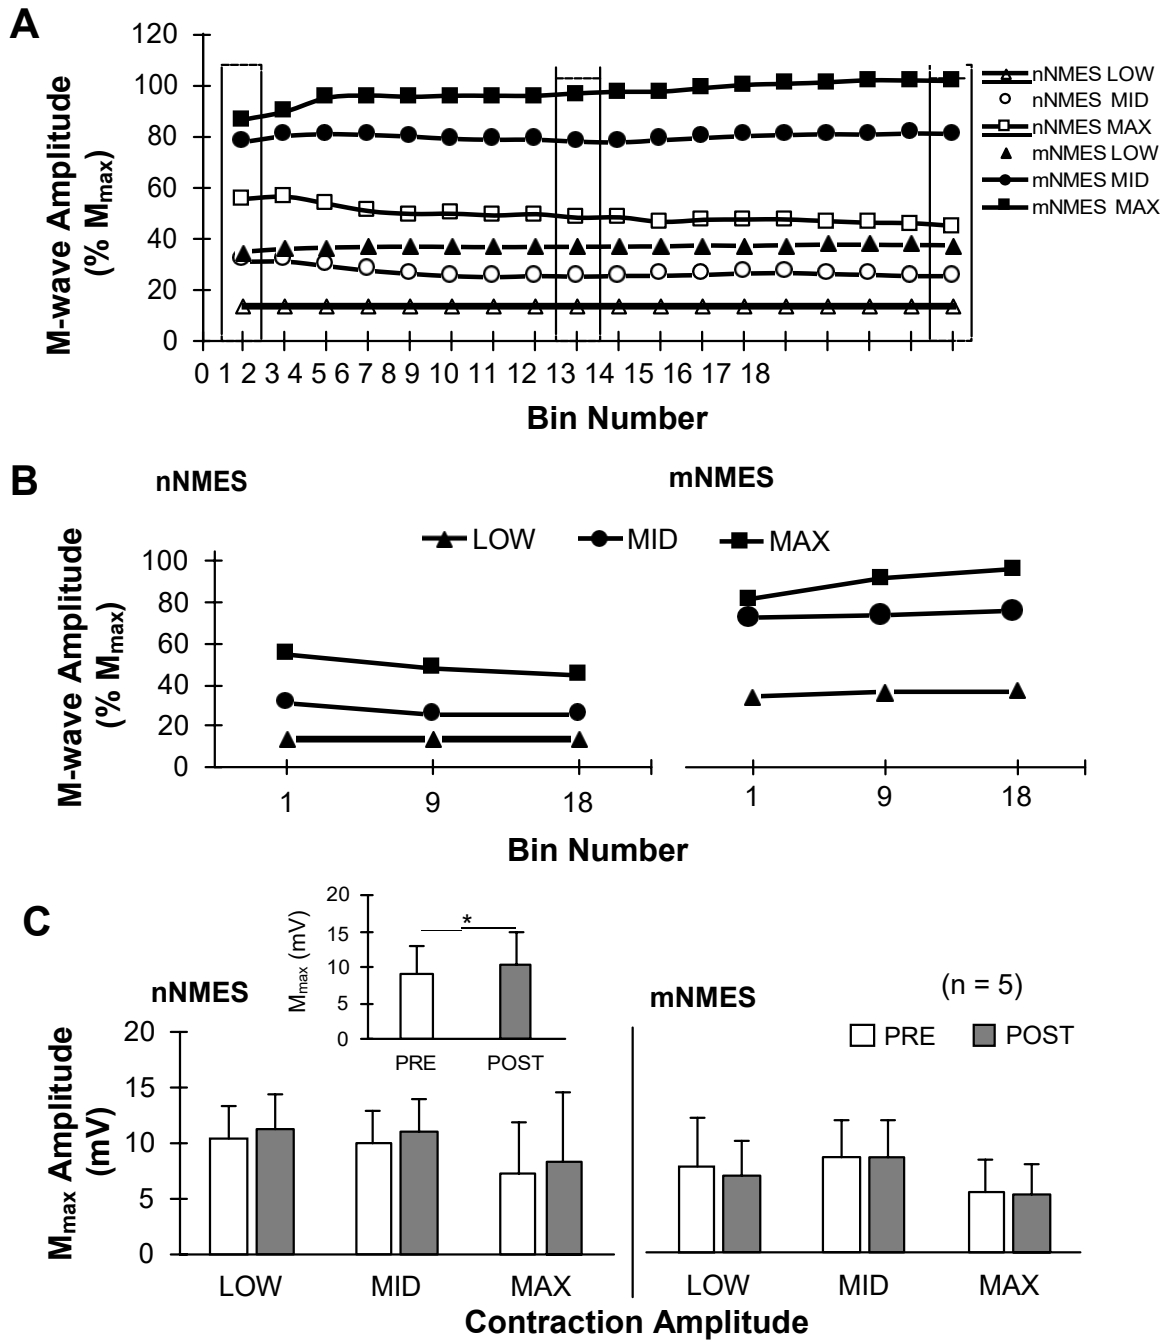 A
120
100
80
60
40
20
0
M-wave Amplitude
(% Mmax)
0 1 2 3 4 5 6 7 8 9 10 11 12 13 14 15 16 17 18
Bin Number
nNMES LOW
nNMES MID
nNMES MAX
mNMES LOW
mNMES MID
mNMES MAX
B
nNMES
mNMES
LOW MID MAX
100
80
60
40
20
0
M-wave Amplitude
(% Mmax)
1 9 18
1 9 18
Bin Number
C
20
15
10
5
0
Mmax (mV)
*
PRE POST
nNMES
mNMES
(n = 5)
PRE POST
20
15
10
5
0
Mmax Amplitude
(mV)
LOW MID MAX
LOW MID MAX
Contraction Amplitude